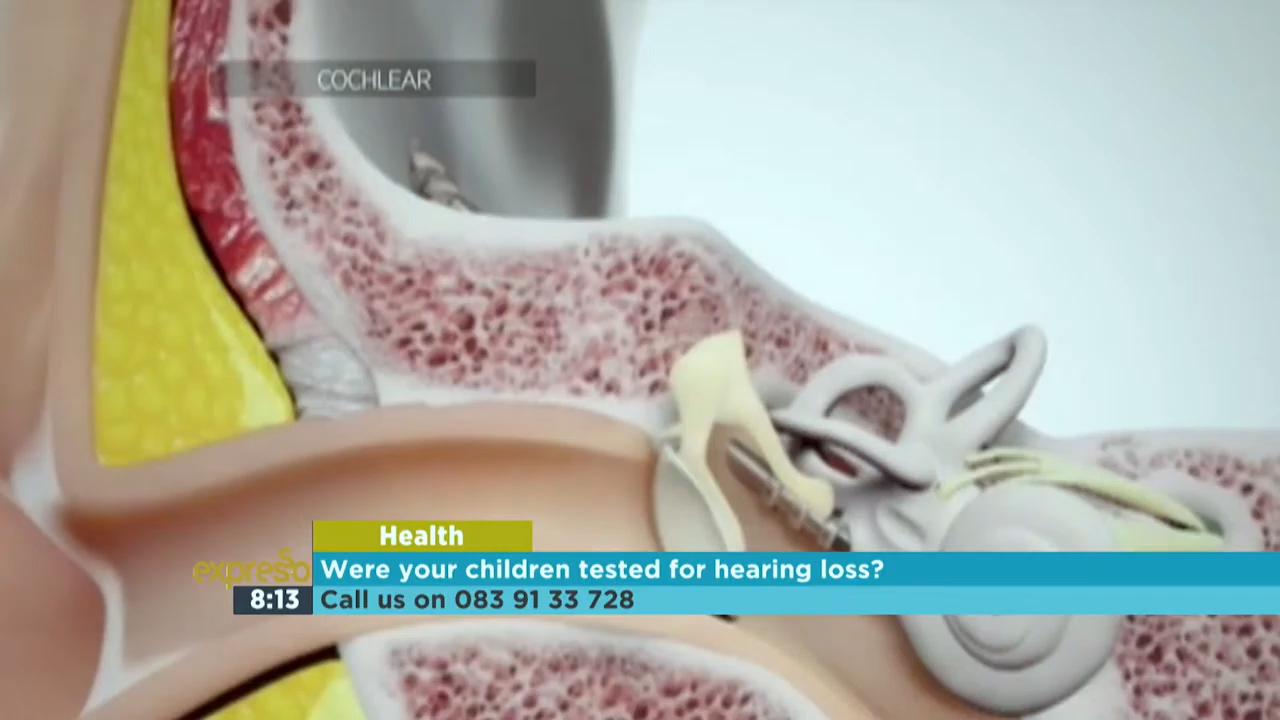 COCHLEAR
Health
expresso
Were your children tested for hearing loss?
8:13
Call us on 083 91 33 728